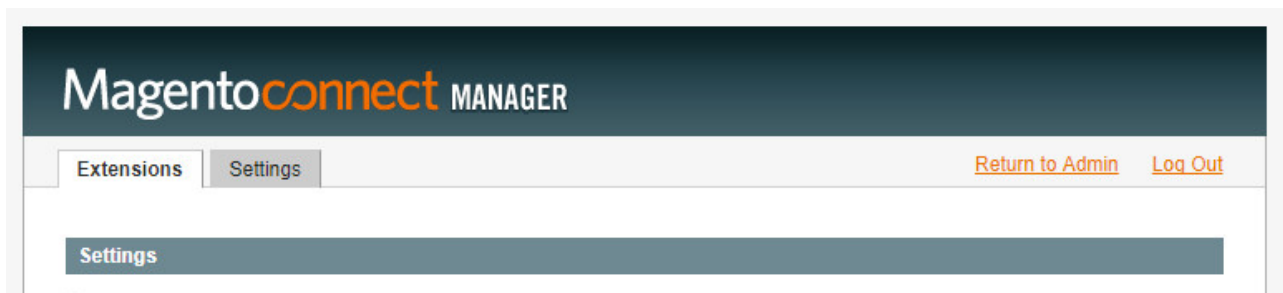 Magentoconnect MANAGER
Extensions Settings Return to Admin Log Out
Settings